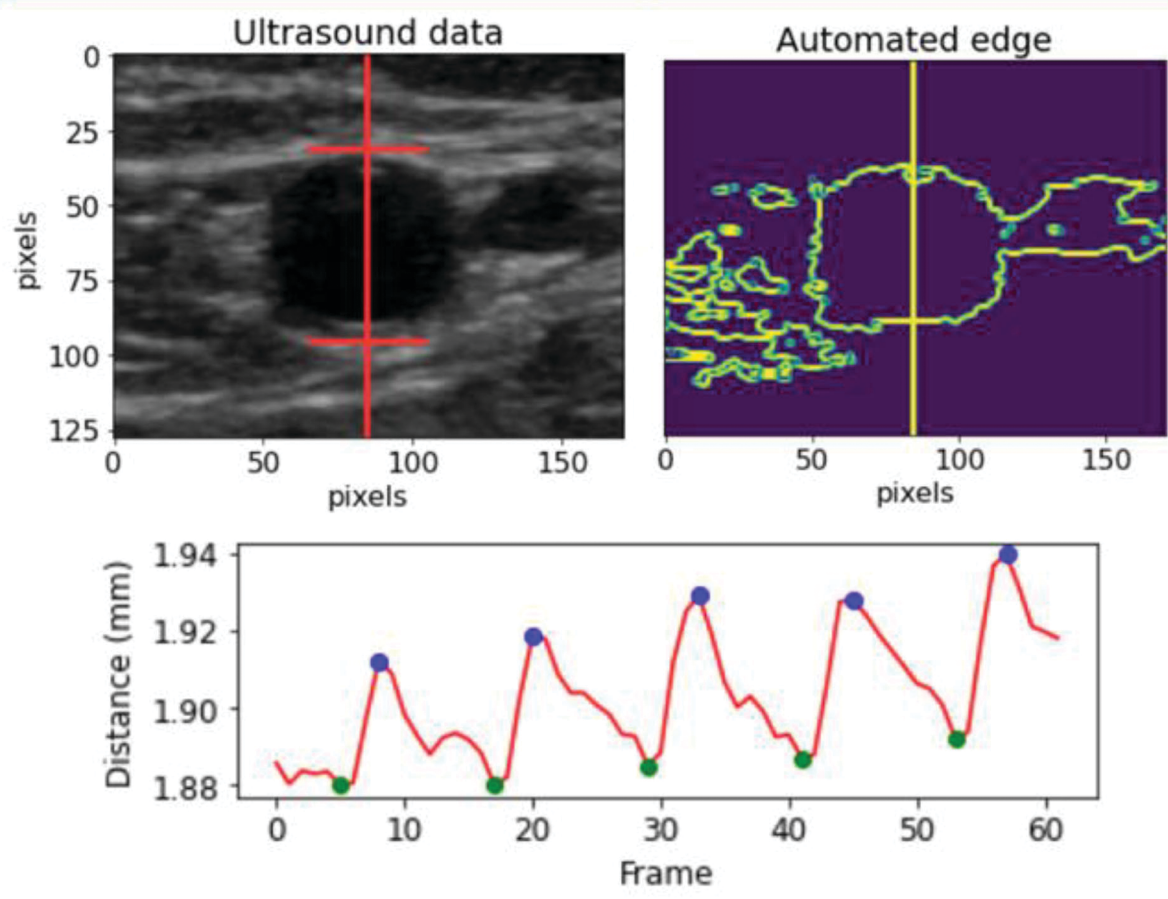 Ultrasound data
0
25
50
75
100
125
pixels
0 50 100 150
pixels
Automated edge
0 50 100 150
pixels
1.94
1.92
1.90
1.88
Distance (mm)
0 10 20 30 40 50 60
Frame